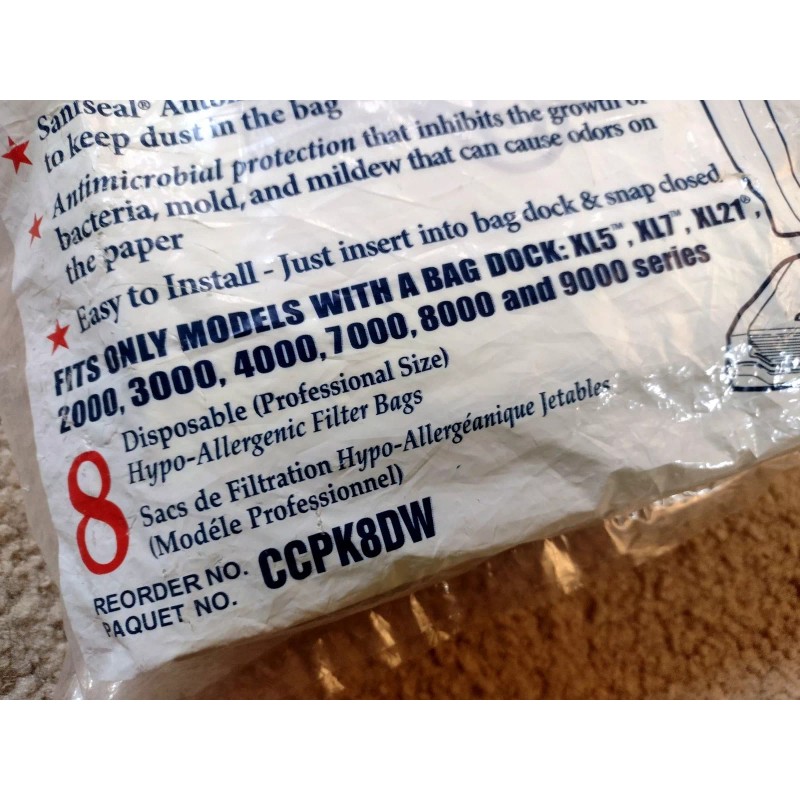 Sanıseal® Auto
to keep dust in the bag
Antimicrobial protection that inhibits the growth of
bacteria, mold, and mildew that can cause odors on
the paper
Easy to Install - Just insert into bag dock & snap closed
FITS ONLY MODELS WITH A BAG DOCK: XL5™, XL7™, XL21®,
2000, 3000, 4000, 7000, 8000 and 9000 series
8
Disposable (Professional Size)
Hypo-Allergenic Filter Bags
Sacs de Filtration Hypo-Allergéanique Jetables
(Modéle Professionnel)
REORDER NO.
PAQUET NO.
CCPK8DW